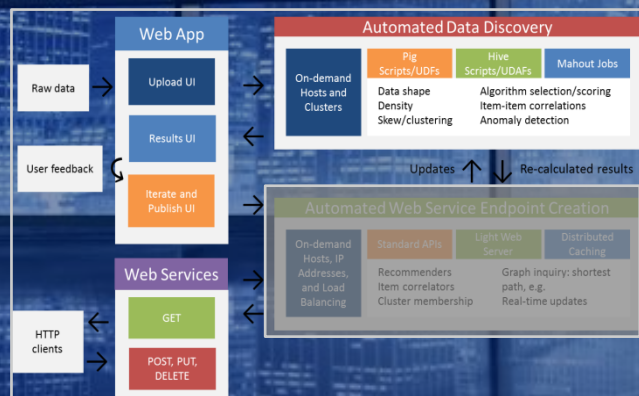 Web App
Automated Data Discovery
Raw data
Upload UI
Results UI
User feedback
Iterate and
Publish UI
On-demand
Hosts and
Clusters
Pig
Scripts/UDFs
Hive
Scripts/UDAFs
Mahout Jobs
Data shape
Density
Skew/clustering
Algorithm selection/scoring
Item-item correlations
Anomaly detection
Updates
Re-calculated results
Automated Web Service Endpoint Creation
On-demand
Hosts, IP
Addresses,
and Load
Balancing
Standard APIs
Light Web
Server
Distributed
Caching
Recommenders
Item correlators
Cluster membership
Graph inquiry: shortest
path, e.g.
Real-time updates
Web Services
GET
POST, PUT,
DELETE
HTTP
clients